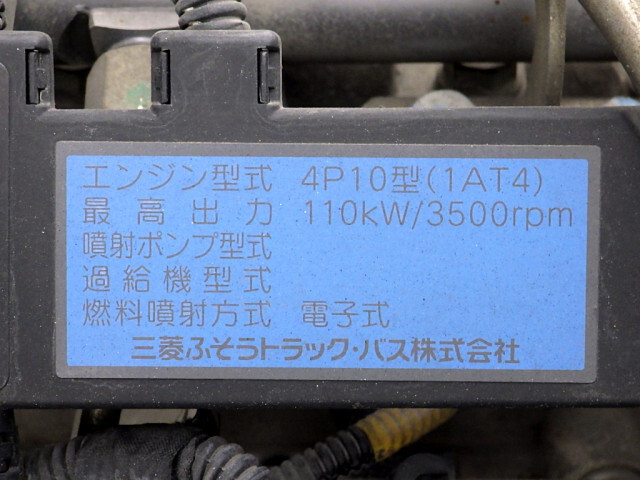 エンジン型式 4P10型(1AT4)
最高出力 110kW/3500rpm
噴射ポンプ型式
過給機型式
燃料噴射方式 電子式
三菱ふそうトラック・バス株式会社